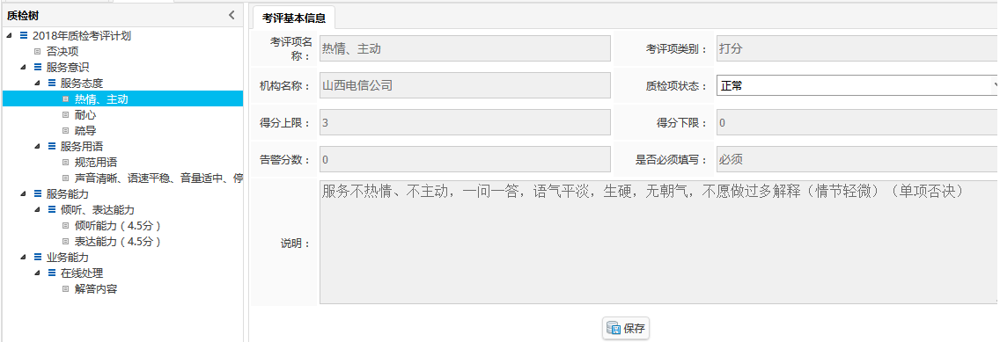 质检树
2018年质检考评计划
否决项
服务意识
服务态度
热情、主动
耐心
疏导
服务用语
规范用语
声音清晰、语速平稳、音量适中、停
服务能力
倾听、表达能力
倾听能力（4.5分）
表达能力（4.5分）
业务能力
在线处理
解答内容
考评基本信息
考评项名称： 热情、主动
考评项类别： 打分
机构名称： 山西电信公司
质检项状态： 正常
得分上限： 3
得分下限： 0
告警分数： 0
是否必须填写： 必须
说明： 服务不热情、不主动，一问一答，语气平淡，生硬，无朝气，不愿做过多解释（情节轻微）（单项否决）
保存